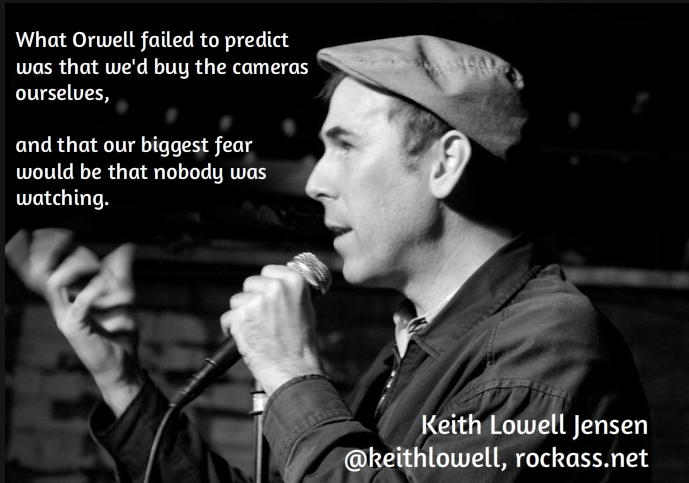 What Orwell failed to predict
was that we'd buy the cameras
ourselves,
and that our biggest fear
would be that nobody was
watching.
Keith Lowell Jensen
@keithlowell, rockass.net